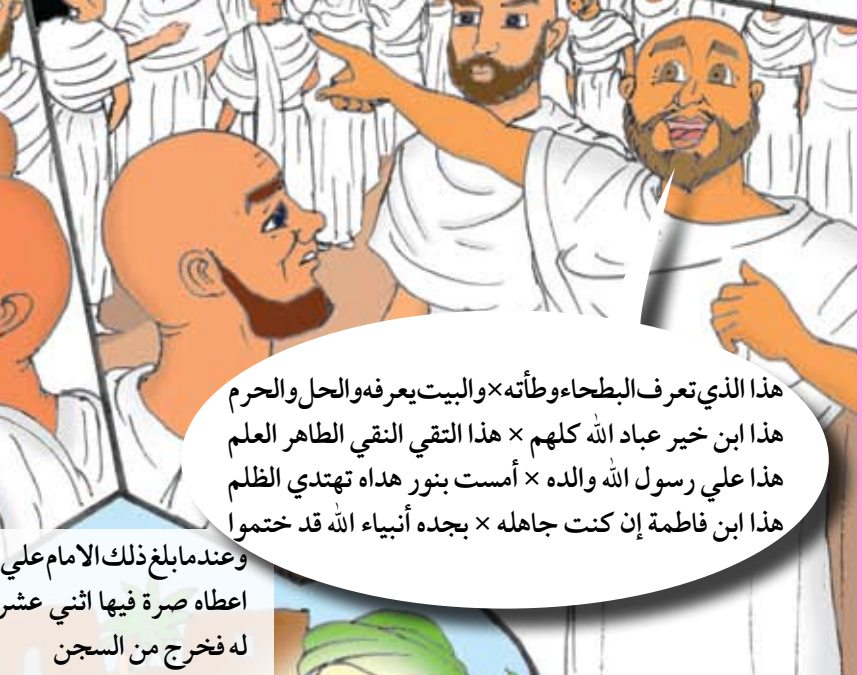 هذا الذي تعرف البطحاء وطأته × والبيت يعرفه والحل والحرم
هذا ابن خير عباد الله كلهم × هذا التقي النقي الطاهر العلم
هذا علي رسول الله والده × أمست بنور هداه تهتدي الظلم
هذا ابن فاطمة إن كنت جاهله × بجده أنبياء الله قد ختموا
وعندما بلغ ذلك الامام علي
اعطاه صرة فيها اثني عشر
له فخرج من السجن